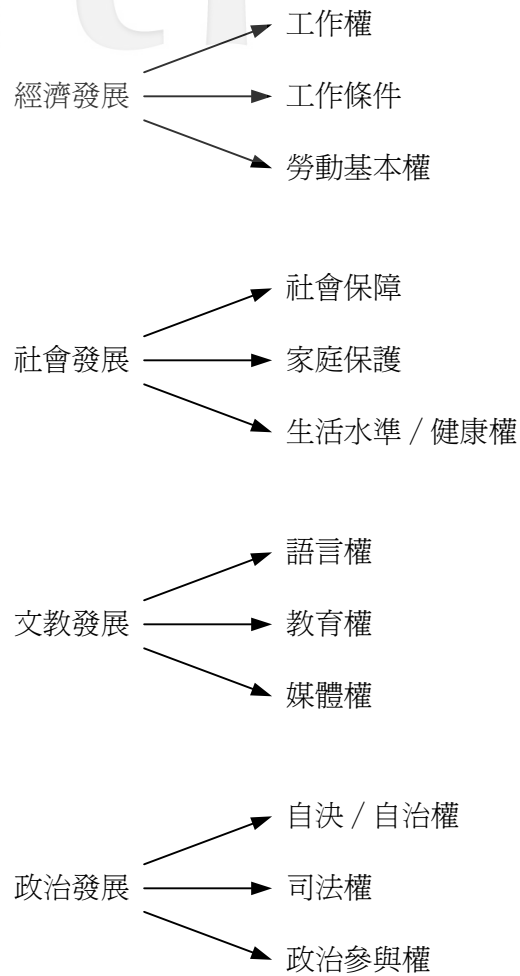 工作權
經濟發展
工作條件
勞動基本權
社會保障
社會發展
家庭保護
生活水準 / 健康權
語言權
文教發展
教育權
媒體權
自決 / 自治權
政治發展
司法權
政治參與權